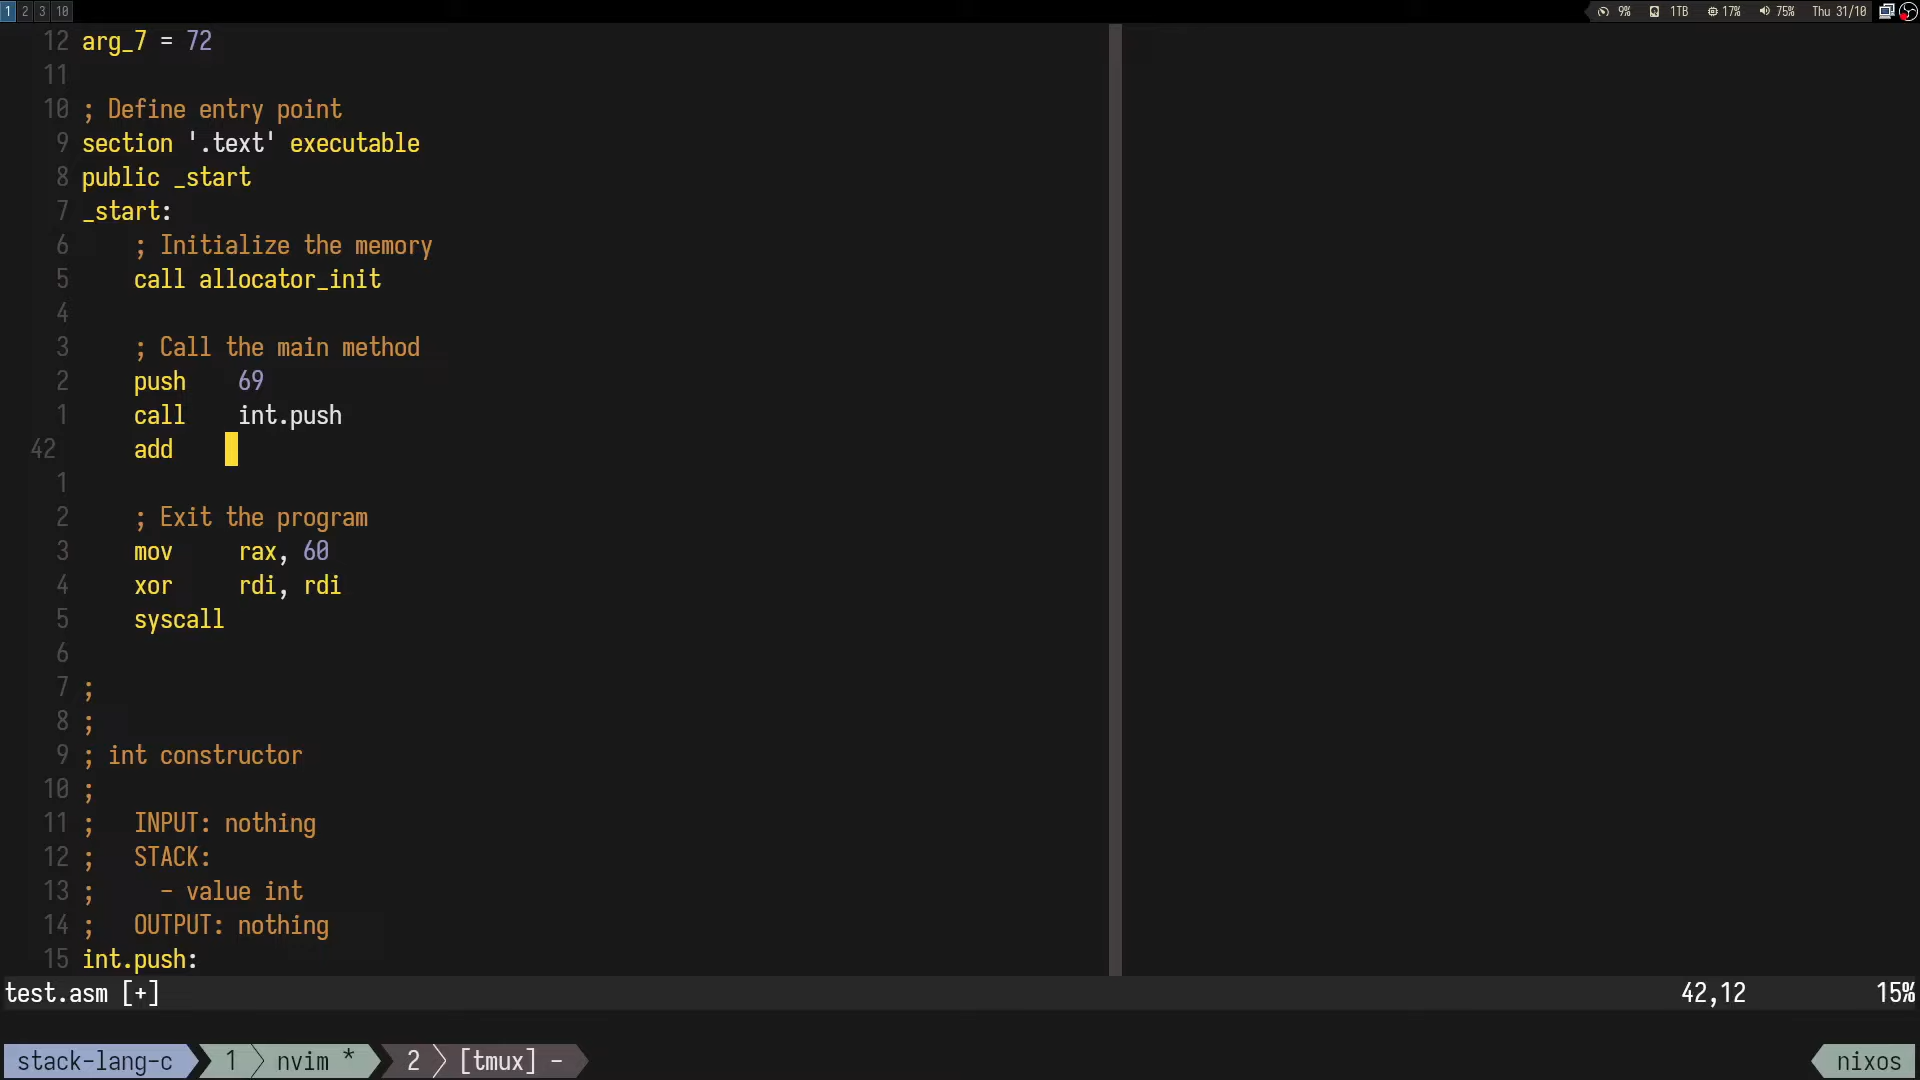 1 2 3 10 9% 1TB 17% 75% Thu 31/10
12 arg_7 = 72
11
10 ; Define entry point
9 section '.text' executable
8 public _start
7 _start:
6 ; Initialize the memory
5 call allocator_init
4
3 ; Call the main method
2 push 69
1 call int.push
42 add
1
2 ; Exit the program
3 mov rax, 60
4 xor rdi, rdi
5 syscall
6
7 ;
8 ;
9 ; int constructor
10 ;
11 ; INPUT: nothing
12 ; STACK:
13 ; - value int
14 ; OUTPUT: nothing
15 int.push:
test.asm [+] 42,12 15%
stack-lang-c 1 nvim * 2 [tmux] - nixos